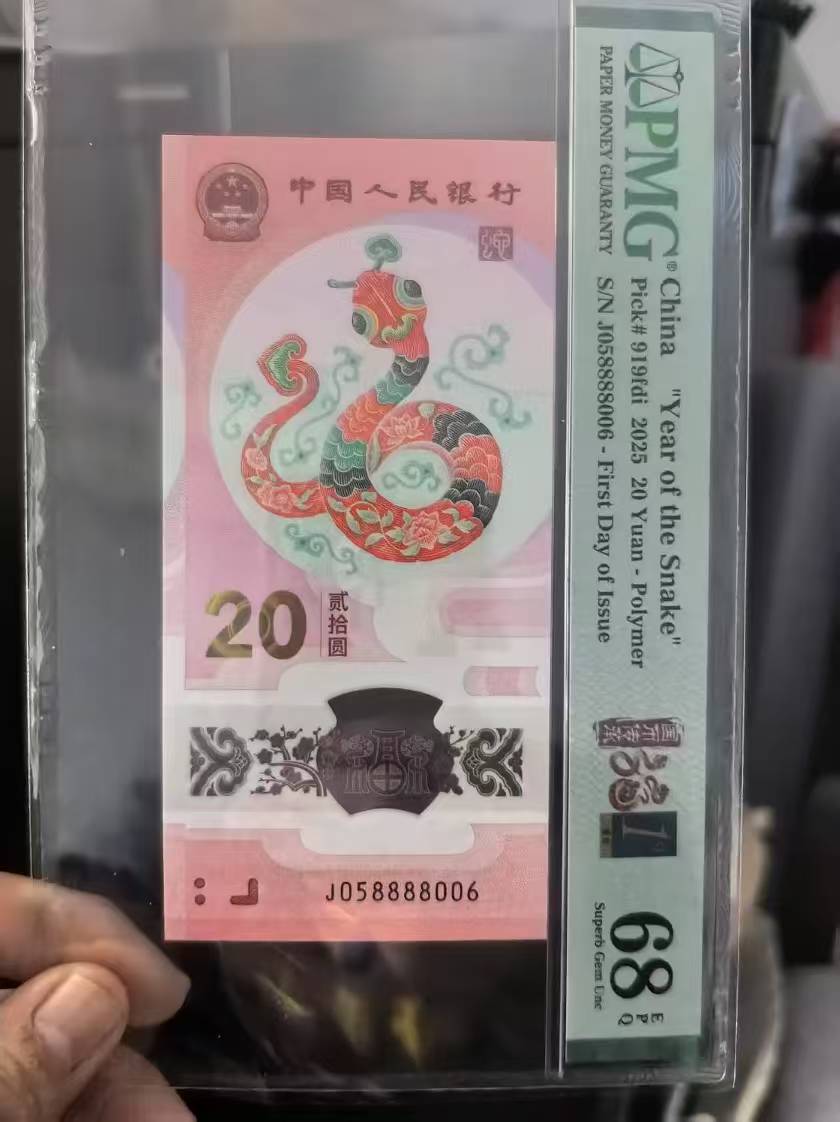 中国人民银行
20
贰拾圆
J058888006
PMG®
PAPER MONEY GUARANTY
China "Year of the Snake"
Pick# 919fdi 2025 20 Yuan - Polymer
S/N J058888006 - First Day of Issue
68 EPQ
Superb Gem Unc